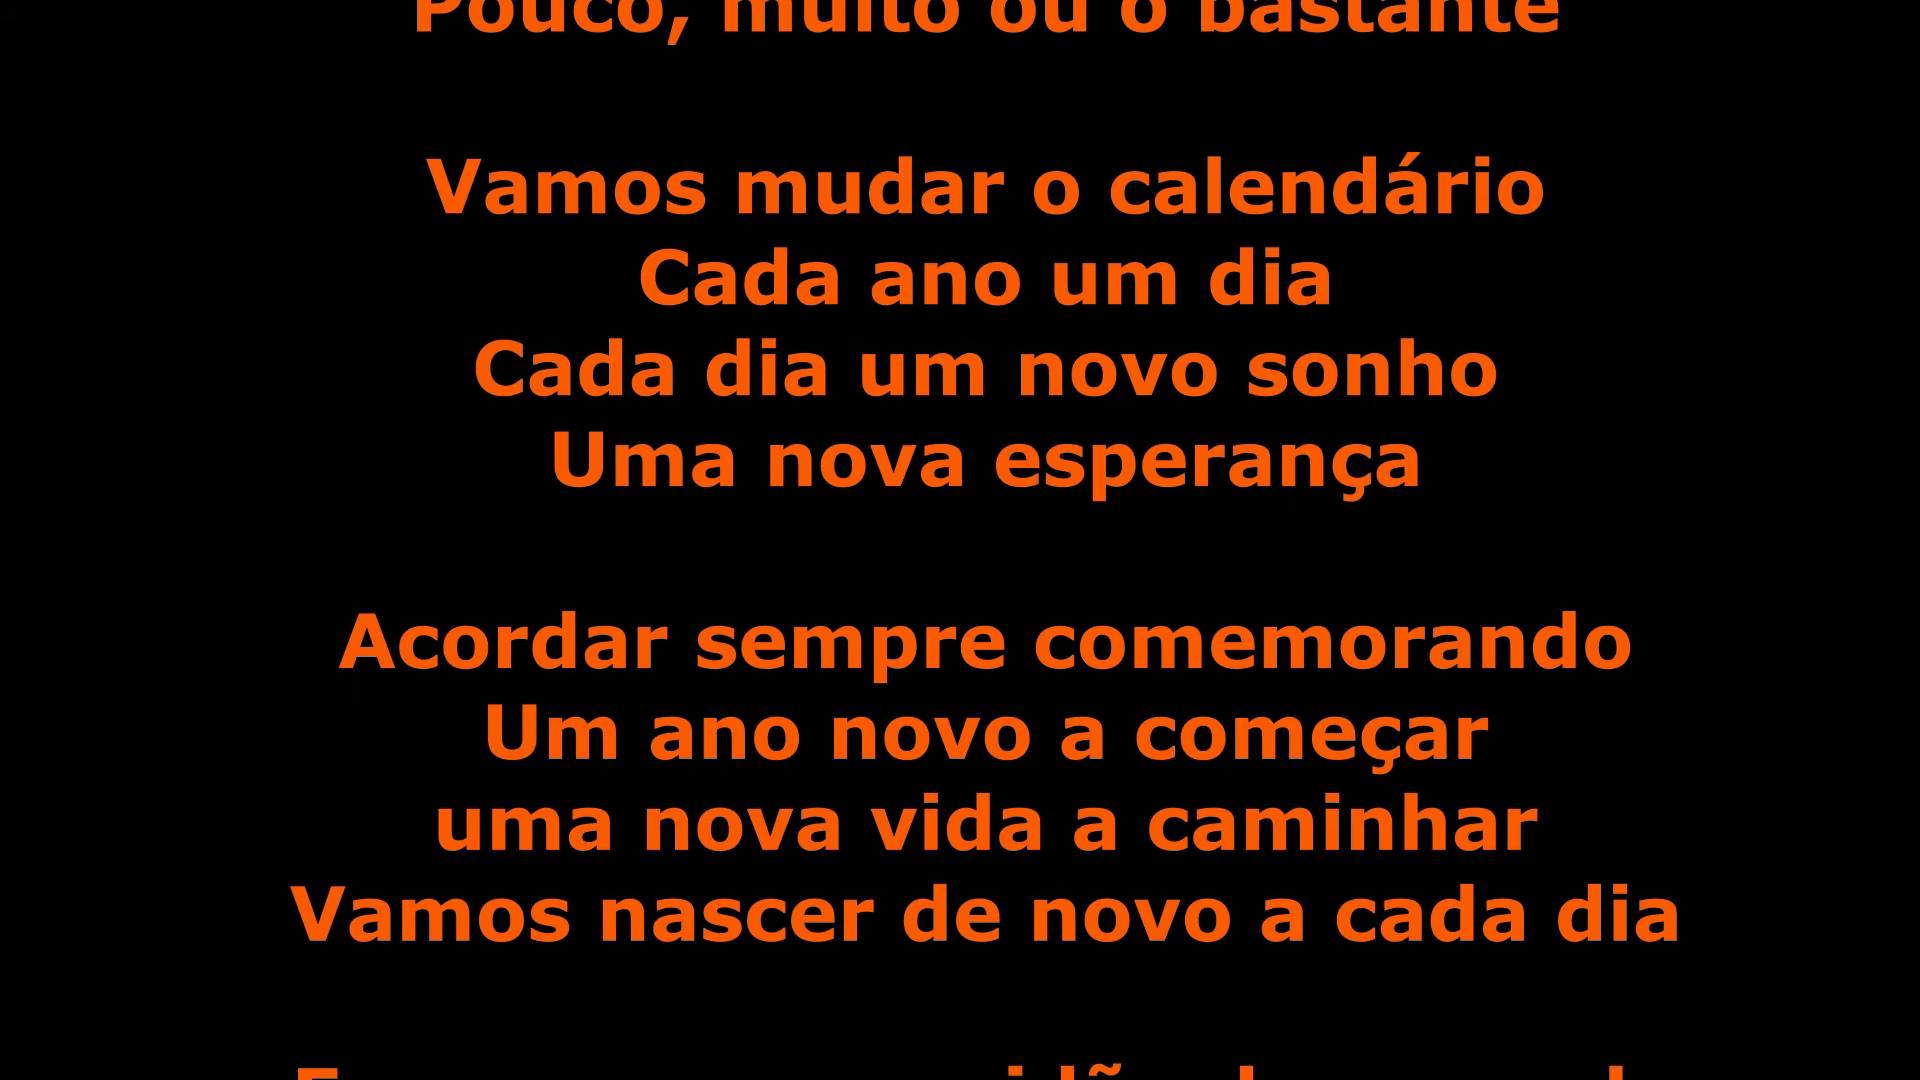 Pouco, muito ou o bastante
Vamos mudar o calendário
Cada ano um dia
Cada dia um novo sonho
Uma nova esperança
Acordar sempre comemorando
Um ano novo a começar
uma nova vida a caminhar
Vamos nascer de novo a cada dia